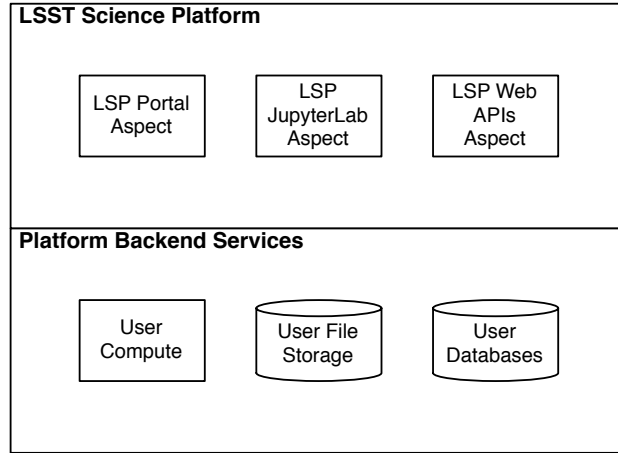 LSST Science Platform
LSP Portal
Aspect
LSP
JupyterLab
Aspect
LSP Web
APIs
Aspect
Platform Backend Services
User
Compute
User File
Storage
User
Databases